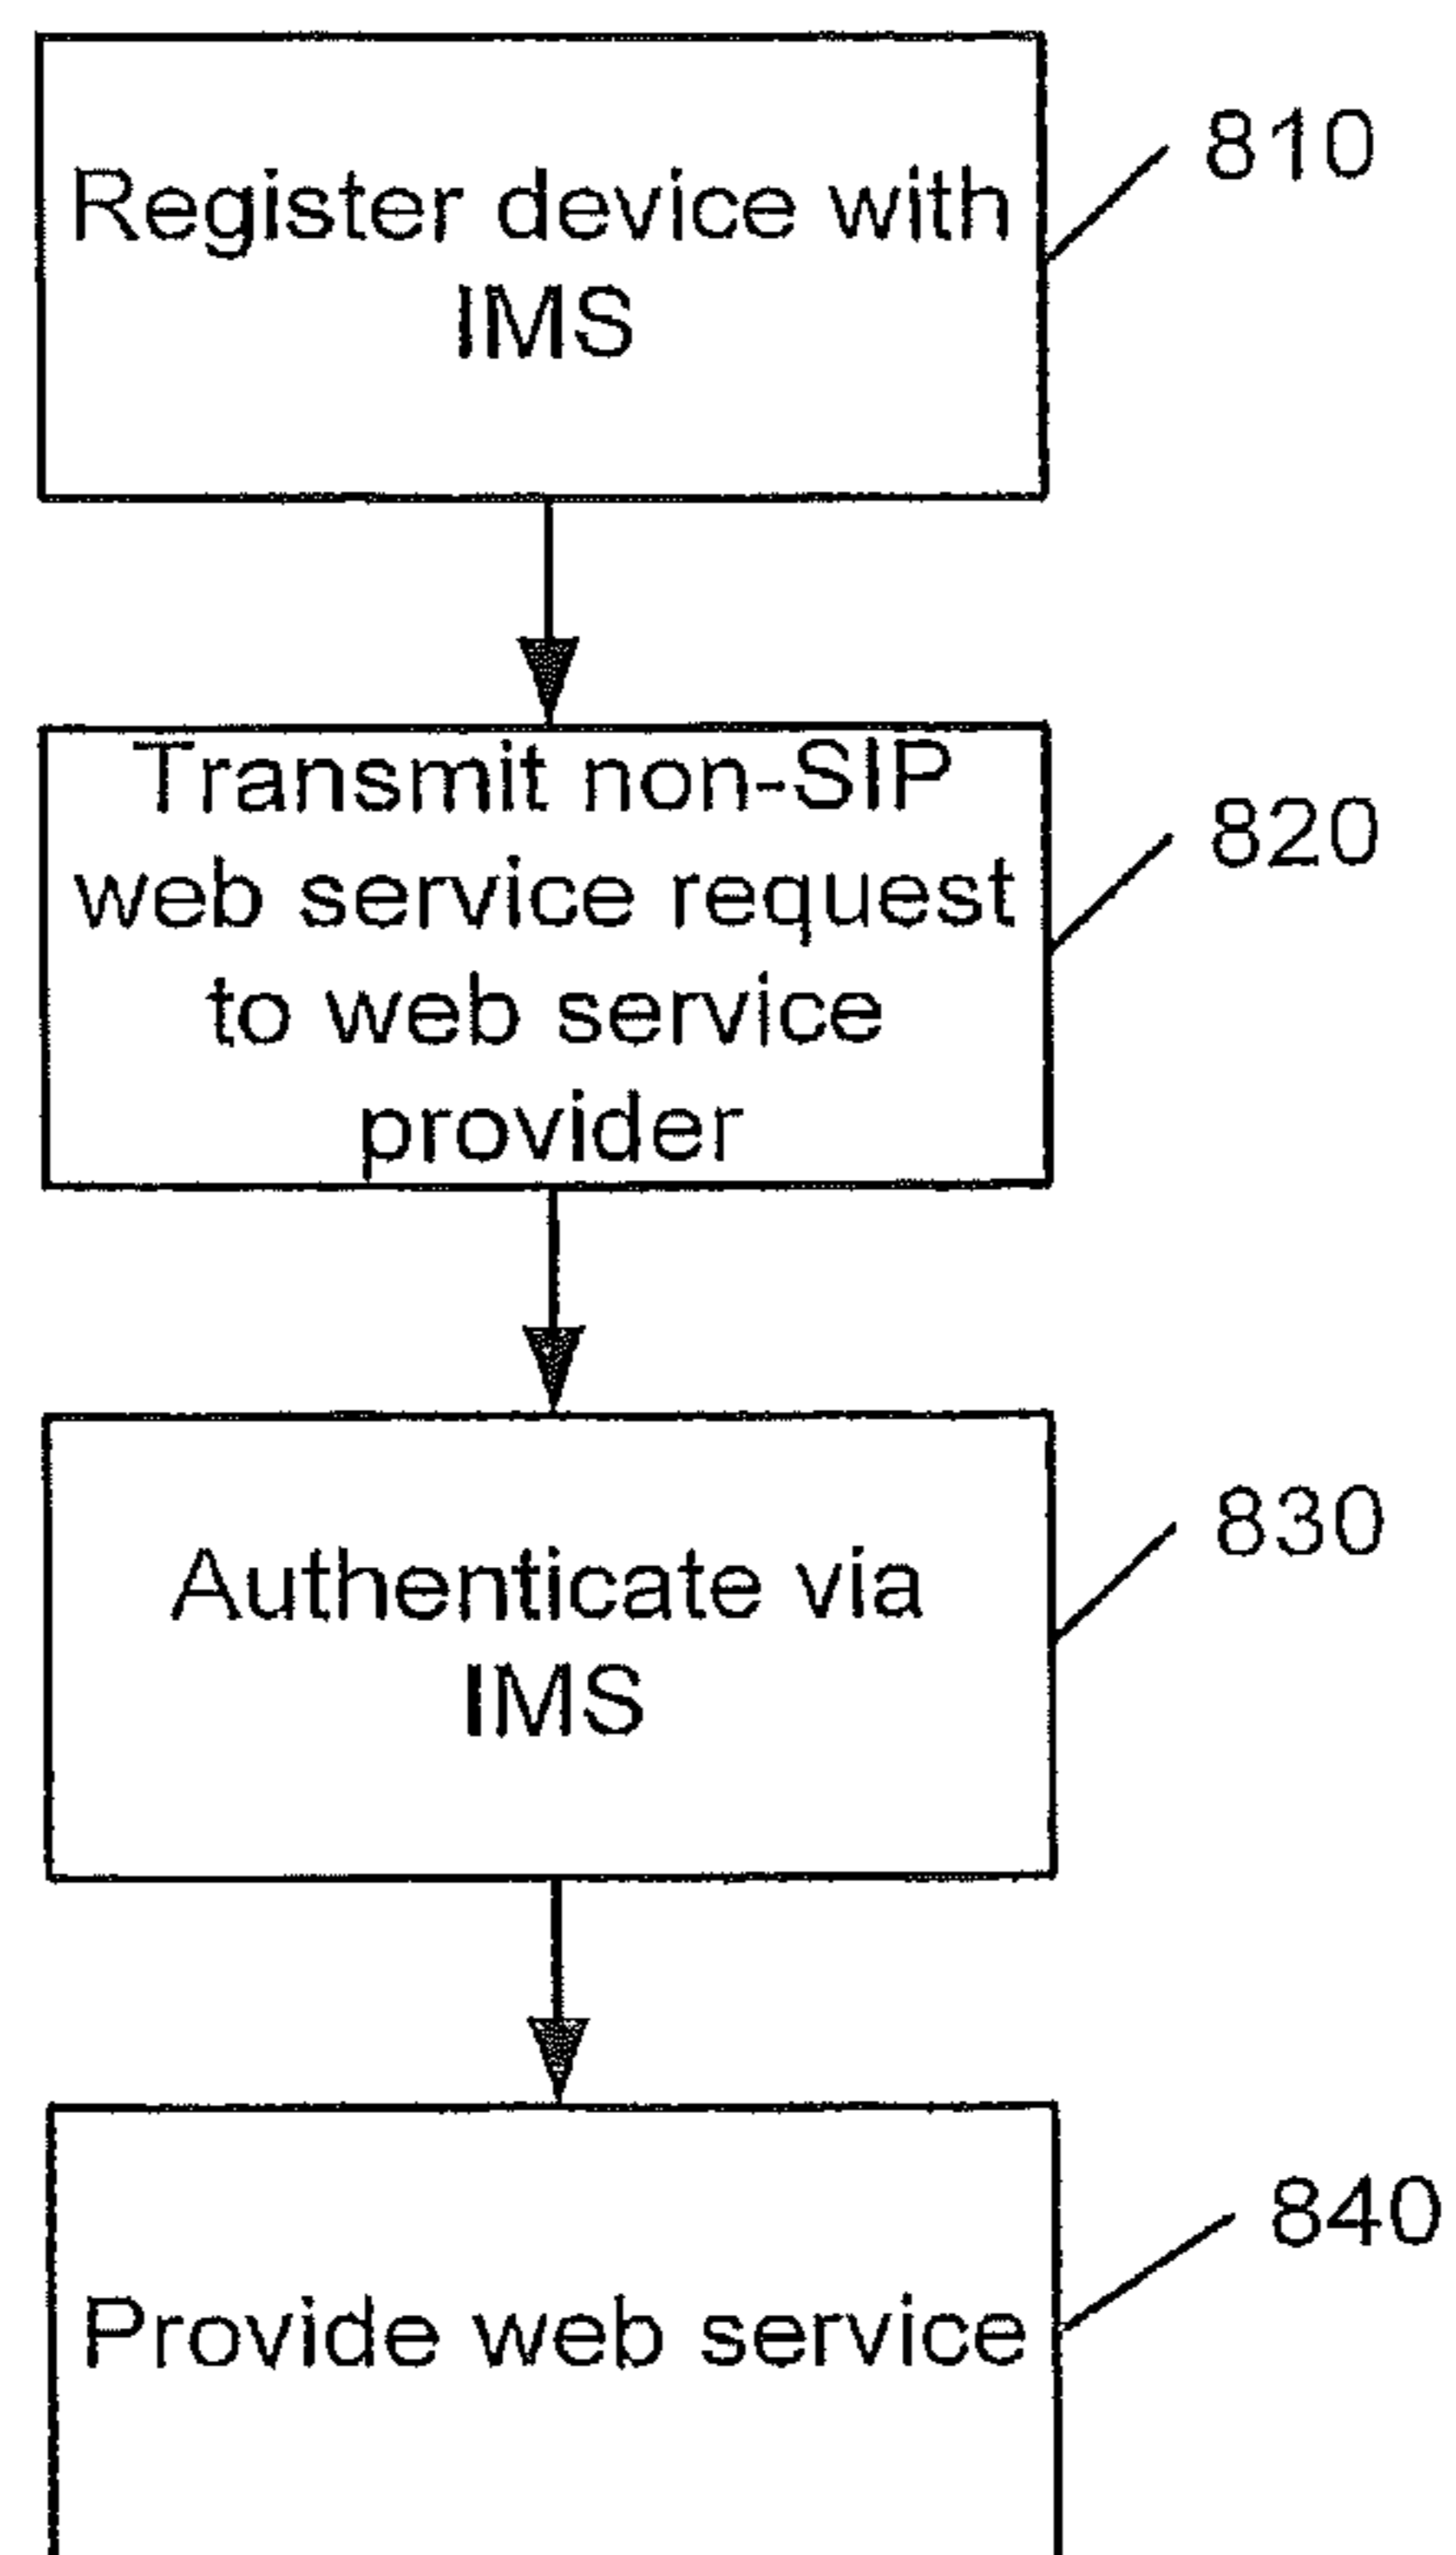 Register device with
IMS
810
Transmit non-SIP
web service request
to web service
provider
820
Authenticate via
IMS
830
Provide web service
840